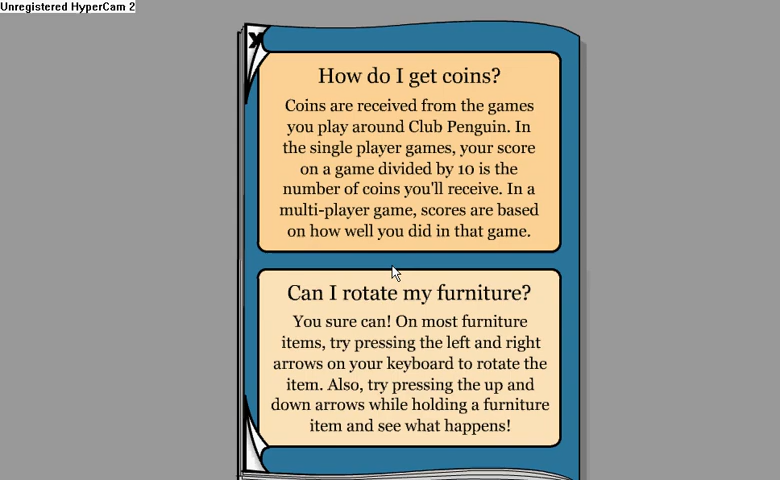 Unregistered HyperCam 2
X
How do I get coins?
Coins are received from the games
you play around Club Penguin. In
the single player games, your score
on a game divided by 10 is the
number of coins you'll receive. In a
multi-player game, scores are based
on how well you did in that game.
Can I rotate my furniture?
You sure can! On most furniture
items, try pressing the left and right
arrows on your keyboard to rotate the
item. Also, try pressing the up and
down arrows while holding a furniture
item and see what happens!